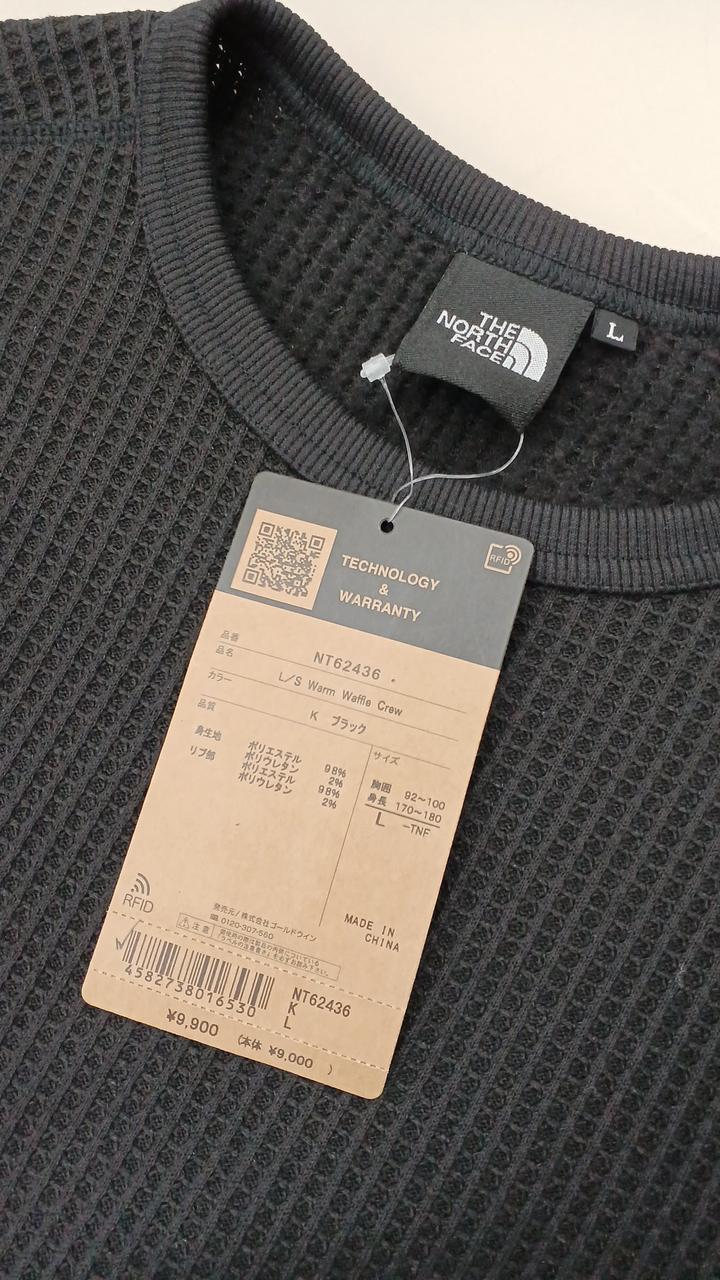 THE
NORTH
FACE
L
RFID
TECHNOLOGY
&
WARRANTY
品番 NT62436
品名 L/S Warm Waffle Crew
カラー K ブラック
品質
身生地 ポリエステル 98%
ポリウレタン 2%
リブ部 ポリエステル 98%
ポリウレタン 2%
サイズ
胸囲 92~100
身長 170~180
L -TNF
RFID
MADE IN
CHINA
発売元/株式会社ゴールドウイン
0120-307-560
注意
4582738016530
NT62436
K
L
¥9,900 (本体 ¥9,000 )